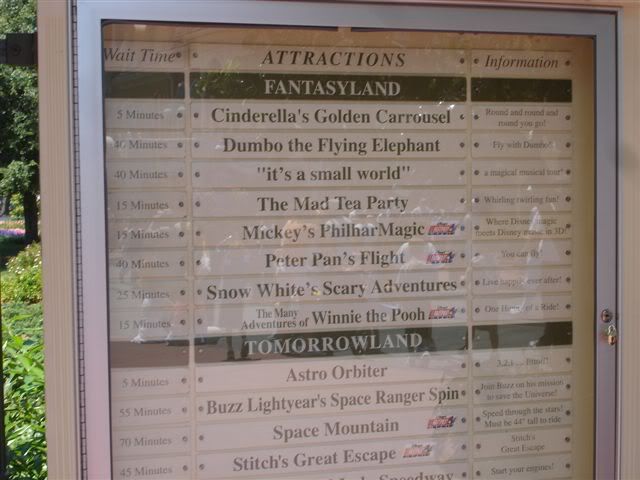 Wait Time ATTRACTIONS Information
FANTASYLAND
5 Minutes Cinderella's Golden Carrousel Round and round and
round you go!
40 Minutes Dumbo the Flying Elephant Fly with Dumbo!
40 Minutes "it's a small world" a magical musical tour!
15 Minutes The Mad Tea Party Whirling twirling fun!
15 Minutes Mickey's PhilharMagic Where Disney magic
meets Disney music in 3D!
40 Minutes Peter Pan's Flight You can fly!
25 Minutes Snow White's Scary Adventures Live happily ever after!
15 Minutes The Many
Adventures of Winnie the Pooh One Hunny of a Ride!
TOMORROWLAND
5 Minutes Astro Orbiter 3,2,1 ... liftoff!
55 Minutes Buzz Lightyear's Space Ranger Spin Join Buzz on his mission
to save the Universe!
70 Minutes Space Mountain Speed through the stars!
Must be 44" tall to ride
45 Minutes Stitch's Great Escape Stitch's
Great Escape
Speedway Start your engines!